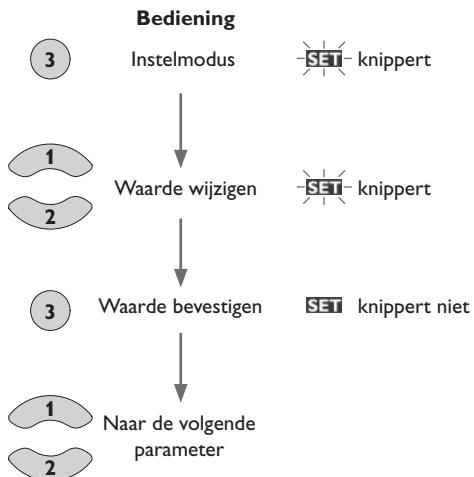 Bediening
3 Instelmodus SET knippert
1
Waarde wijzigen SET knippert
2
3 Waarde bevestigen SET knippert niet
1
Naar de volgende
parameter
2